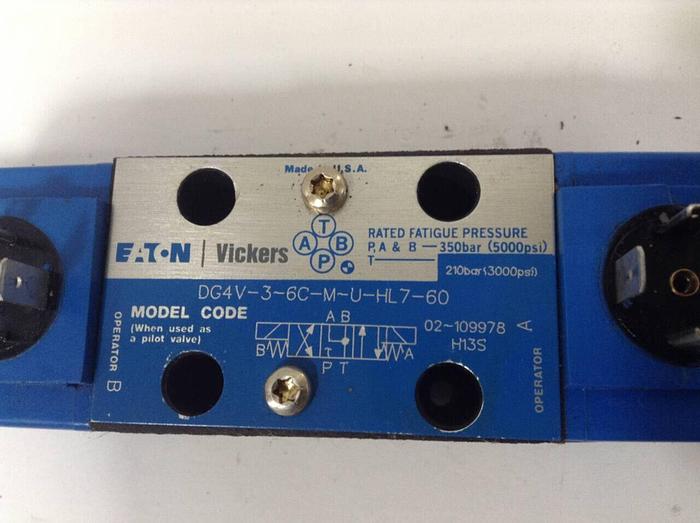 Made in U.S.A.
EATON | Vickers
T
A B
P
RATED FATIGUE PRESSURE
P, A & B — 350bar (5000psi)
T — 210bar (3000psi)
DG4V-3-6C-M-U-HL7-60
MODEL CODE
(When used as
a pilot valve)
A B
B A
P T
02-109978
H13S
OPERATOR B
OPERATOR A